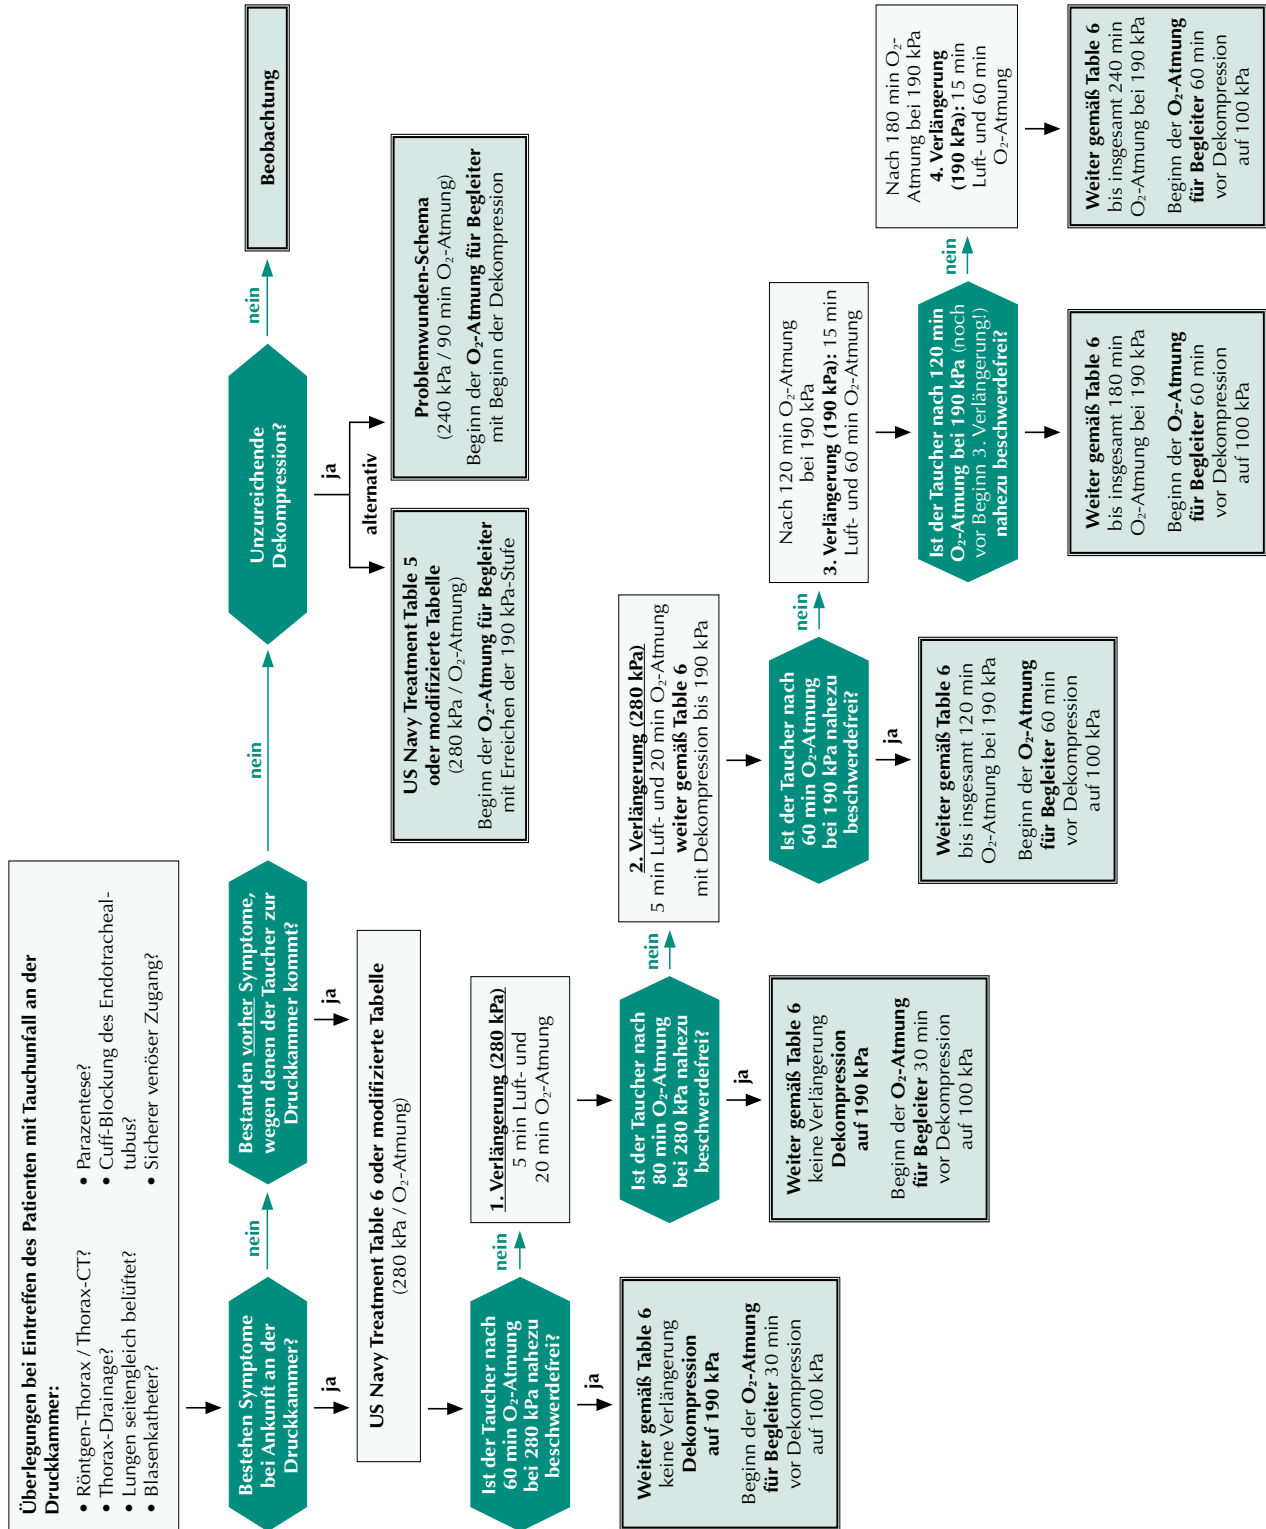 Überlegungen bei Eintreffen des Patienten mit Tauchunfall an der
Druckkammer:
• Röntgen-Thorax / Thorax-CT?
• Thorax-Drainage?
• Lungen seitengleich belüftet?
• Blasenkatheter?
• Parazentese?
• Cuff-Blockung des Endotracheal-
tubus?
• Sicherer venöser Zugang?
Bestehen Symptome
bei Ankunft an der
Druckkammer?
nein
Bestanden vorher Symptome,
wegen denen der Taucher zur
Druckkammer kommt?
nein
Unzureichende
Dekompression?
nein
Beobachtung
ja
ja
ja
alternativ
US Navy Treatment Table 6 oder modifizierte Tabelle
(280 kPa / O₂-Atmung)
US Navy Treatment Table 5
oder modifizierte Tabelle
(280 kPa / O₂-Atmung)
Beginn der O₂-Atmung für Begleiter
mit Erreichen der 190 kPa-Stufe
Problemwunden-Schema
(240 kPa / 90 min O₂-Atmung)
Beginn der O₂-Atmung für Begleiter
mit Beginn der Dekompression
Ist der Taucher nach
60 min O₂-Atmung
bei 280 kPa nahezu
beschwerdefrei?
nein
1. Verlängerung (280 kPa)
5 min Luft- und
20 min O₂-Atmung
ja
Weiter gemäß Table 6
keine Verlängerung
Dekompression
auf 190 kPa
Beginn der O₂-Atmung
für Begleiter 30 min
vor Dekompression
auf 100 kPa
Ist der Taucher nach
80 min O₂-Atmung
bei 280 kPa nahezu
beschwerdefrei?
nein
2. Verlängerung (280 kPa)
5 min Luft- und 20 min O₂-Atmung
weiter gemäß Table 6
mit Dekompression bis 190 kPa
ja
Weiter gemäß Table 6
keine Verlängerung
Dekompression
auf 190 kPa
Beginn der O₂-Atmung
für Begleiter 30 min
vor Dekompression
auf 100 kPa
Ist der Taucher nach
60 min O₂-Atmung
bei 190 kPa nahezu
beschwerdefrei?
nein
Nach 120 min O₂-Atmung
bei 190 kPa
3. Verlängerung (190 kPa): 15 min
Luft- und 60 min O₂-Atmung
ja
Weiter gemäß Table 6
bis insgesamt 120 min
O₂-Atmung bei 190 kPa
Beginn der O₂-Atmung
für Begleiter 60 min
vor Dekompression
auf 100 kPa
Ist der Taucher nach 120 min
O₂-Atmung bei 190 kPa (noch
vor Beginn 3. Verlängerung!)
nahezu beschwerdefrei?
nein
Nach 180 min O₂-
Atmung bei 190 kPa
4. Verlängerung
(190 kPa): 15 min
Luft- und 60 min
O₂-Atmung
Weiter gemäß Table 6
bis insgesamt 180 min
O₂-Atmung bei 190 kPa
Beginn der O₂-Atmung
für Begleiter 60 min
vor Dekompression
auf 100 kPa
Weiter gemäß Table 6
bis insgesamt 240 min
O₂-Atmung bei 190 kPa
Beginn der O₂-Atmung
für Begleiter 60 min
vor Dekompression
auf 100 kPa